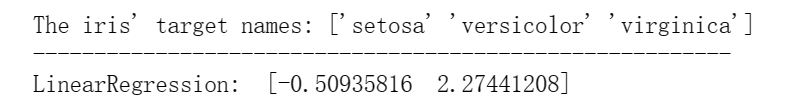 The iris' target names: ['setosa' 'versicolor' 'virginica']
---------------------------------------------------------
LinearRegression:  [-0.50935816  2.27441208]